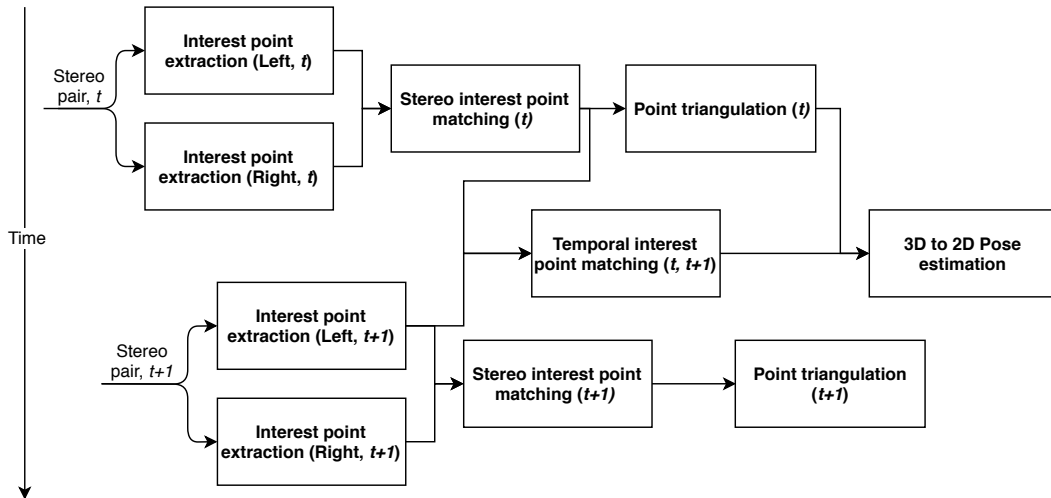 Interest point
extraction (Left, t)
Stereo
pair, t
Stereo interest point
matching (t)
Point triangulation (t)
Interest point
extraction (Right, t)
Time
Temporal interest
point matching (t, t+1)
3D to 2D Pose
estimation
Interest point
extraction (Left, t+1)
Stereo
pair, t+1
Stereo interest point
matching (t+1)
Point triangulation
(t+1)
Interest point
extraction (Right, t+1)